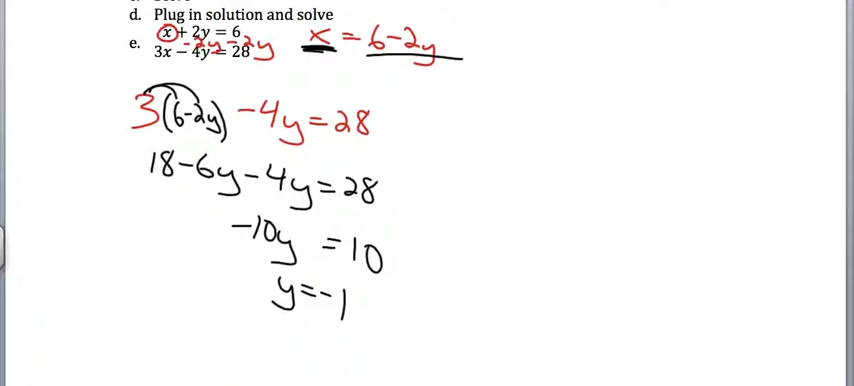 d. Plug in solution and solve
e. x + 2y = 6
-2y -2y
3x − 4y = 28
x = 6-2y
3(6-2y) -4y=28
18-6y-4y=28
-10y =10
y=-1